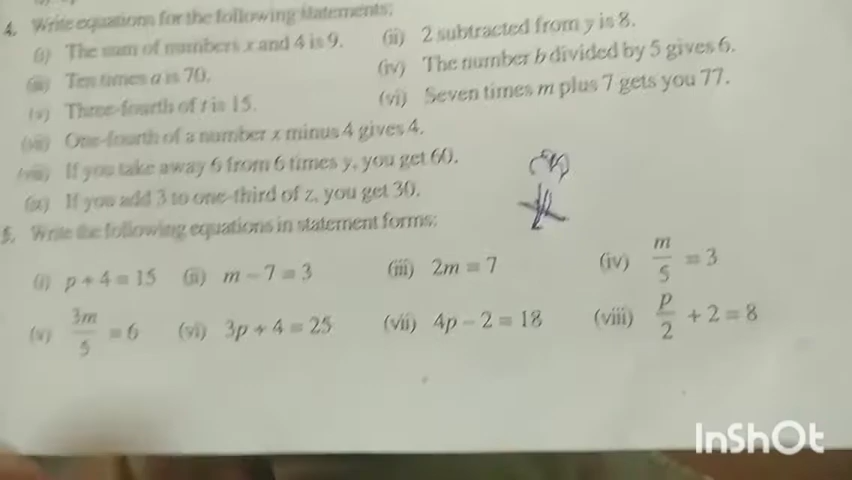 4. Write equations for the following statements:
(i) The sum of numbers x and 4 is 9. (ii) 2 subtracted from y is 8.
(iii) Ten times a is 70. (iv) The number b divided by 5 gives 6.
(v) Three-fourth of t is 15. (vi) Seven times m plus 7 gets you 77.
(vii) One-fourth of a number x minus 4 gives 4.
(viii) If you take away 6 from 6 times y, you get 60.
(ix) If you add 3 to one-third of z, you get 30.
5. Write the following equations in statement forms:
(i) p + 4 = 15 (ii) m – 7 = 3 (iii) 2m = 7 (iv) m/5 = 3
(v) 3m/5 = 6 (vi) 3p + 4 = 25 (vii) 4p – 2 = 18 (viii) p/2 + 2 = 8
InShOt